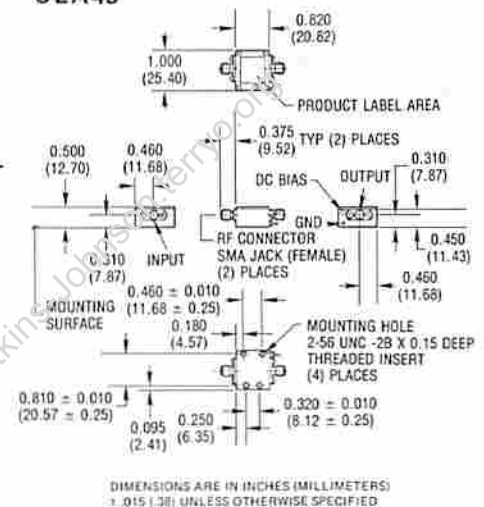 0.820
(20.82)
1.000
(25.40)
PRODUCT LABEL AREA
0.375 TYP (2) PLACES
(9.52)
0.500
(12.70)
0.460
(11.68)
DC BIAS
OUTPUT
0.310
(7.87)
GND
RF CONNECTOR
SMA JACK (FEMALE)
(2) PLACES
0.310
(7.87)
INPUT
0.450
(11.43)
0.460
(11.68)
MOUNTING
SURFACE
0.460 ± 0.010
(11.68 ± 0.25)
0.180
(4.57)
MOUNTING HOLE
2-56 UNC -2B X 0.15 DEEP
THREADED INSERT
(4) PLACES
0.810 ± 0.010
(20.57 ± 0.25)
0.095
(2.41)
0.250
(6.35)
0.320 ± 0.010
(8.12 ± 0.25)
DIMENSIONS ARE IN INCHES (MILLIMETERS)
.015 (.38) UNLESS OTHERWISE SPECIFIED